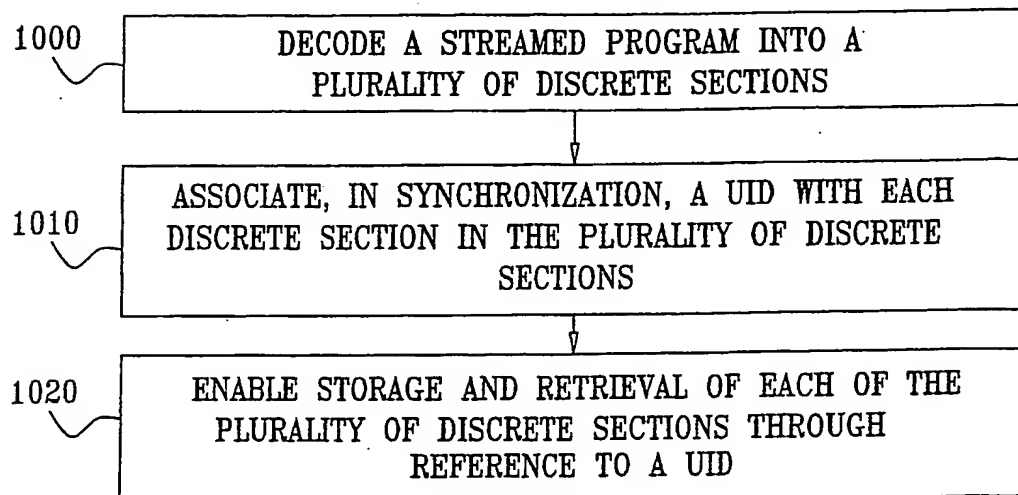 1000
DECODE A STREAMED PROGRAM INTO A
PLURALITY OF DISCRETE SECTIONS
1010
ASSOCIATE, IN SYNCHRONIZATION, A UID WITH EACH
DISCRETE SECTION IN THE PLURALITY OF DISCRETE
SECTIONS
1020
ENABLE STORAGE AND RETRIEVAL OF EACH OF THE
PLURALITY OF DISCRETE SECTIONS THROUGH
REFERENCE TO A UID